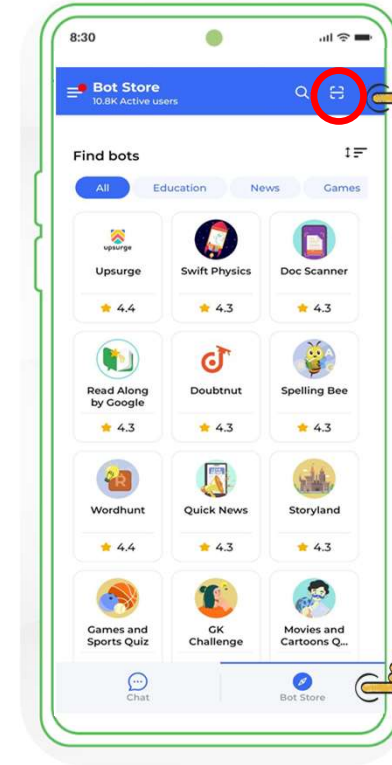 8:30
Bot Store
10.8K Active users
Find bots
All Education News Games
upsurge
Upsurge Swift Physics Doc Scanner
4.4 4.3 4.3
Read Along
by Google
Doubtnut Spelling Bee
4.3 4.3 4.3
R
Wordhunt Quick News Storyland
4.4 4.3 4.3
Games and
Sports Quiz
GK
Challenge
Movies and
Cartoons Q...
Chat Bot Store